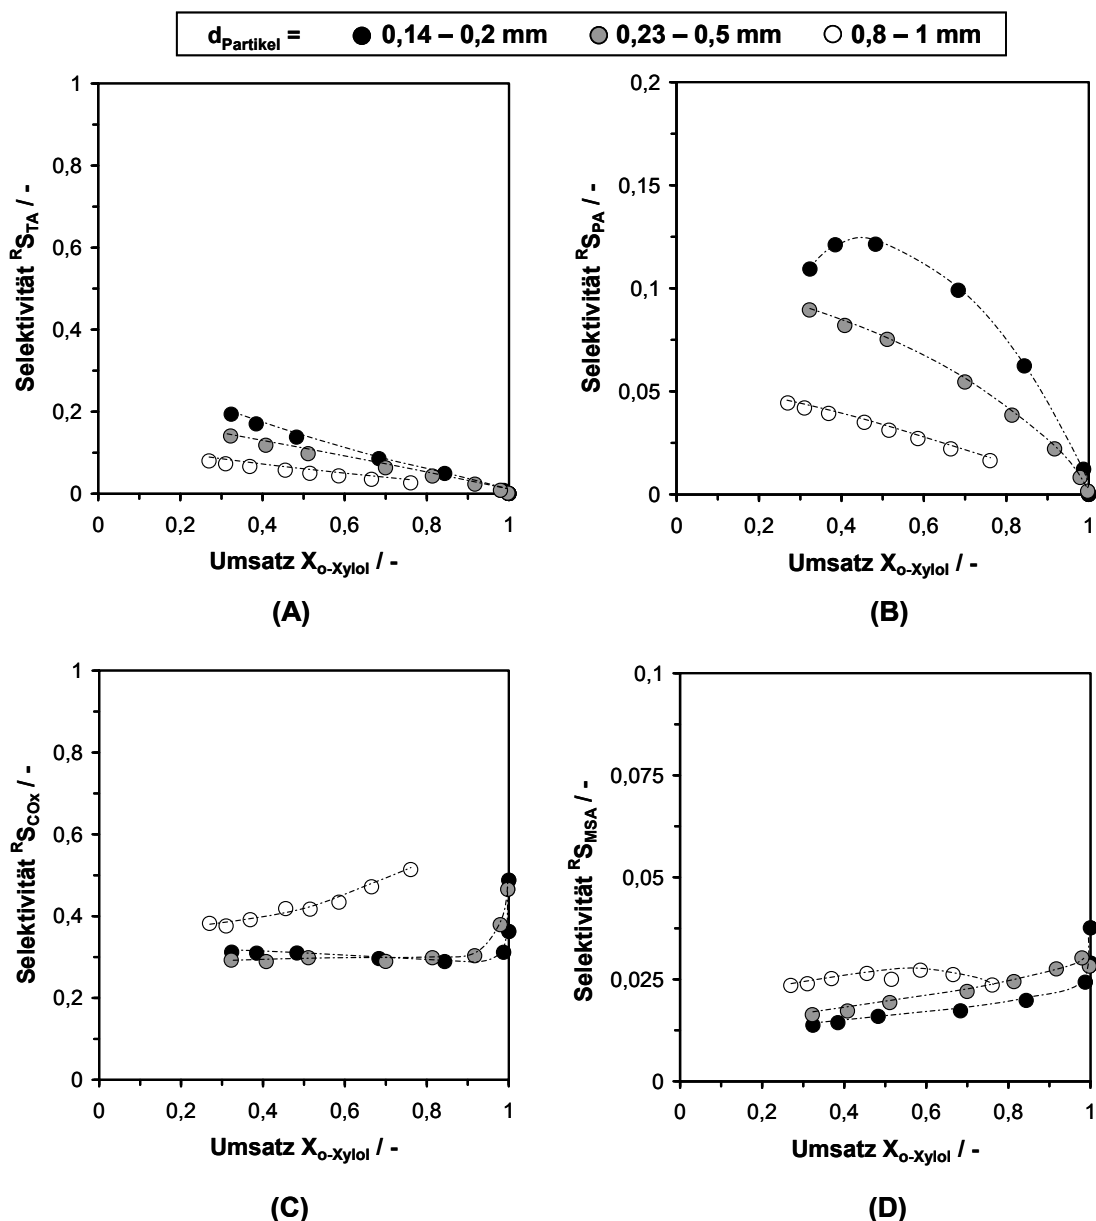 dPartikel = 0,14 – 0,2 mm 0,23 – 0,5 mm 0,8 – 1 mm
1
0,8
0,6
0,4
0,2
0
Selektivität RSTA / -
0 0,2 0,4 0,6 0,8 1
Umsatz Xo-Xylol / -
(A)
0,2
0,15
0,1
0,05
0
Selektivität RSPA / -
0 0,2 0,4 0,6 0,8 1
Umsatz Xo-Xylol / -
(B)
1
0,8
0,6
0,4
0,2
0
Selektivität RSCOx / -
0 0,2 0,4 0,6 0,8 1
Umsatz Xo-Xylol / -
(C)
0,1
0,075
0,05
0,025
0
Selektivität RSMSA / -
0 0,2 0,4 0,6 0,8 1
Umsatz Xo-Xylol / -
(D)